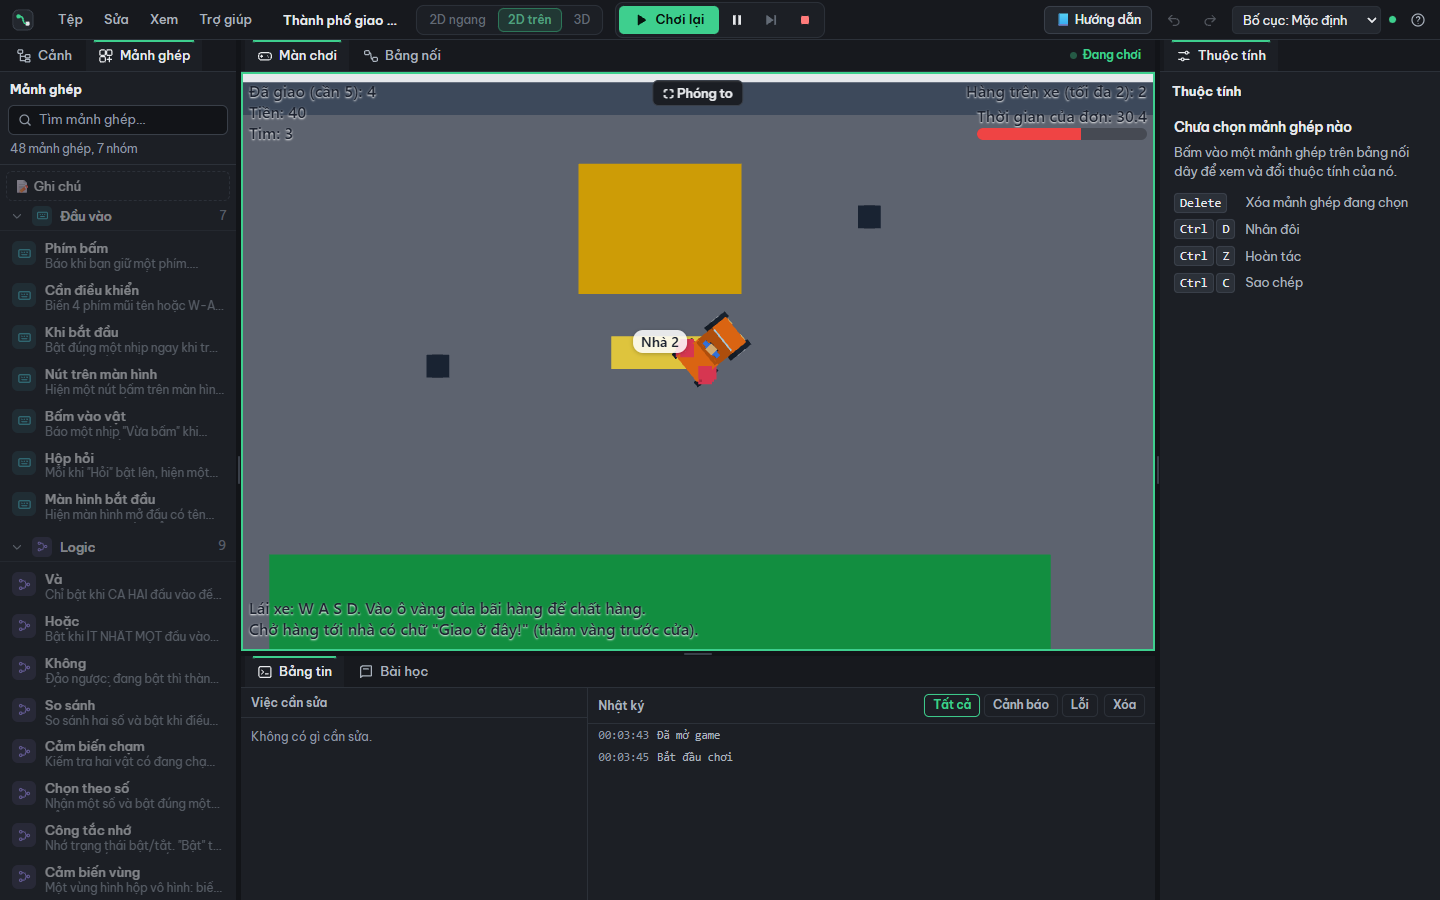 Tệp
Sửa
Xem
Trợ giúp
Thành phố giao ...
2D ngang
2D trên
3D
Chơi lại
Hướng dẫn
Bố cục: Mặc định
Cảnh
Mảnh ghép
Màn chơi
Bảng nối
Đang chơi
Thuộc tính
Mảnh ghép
Tìm mảnh ghép...
48 mảnh ghép, 7 nhóm
Ghi chú
Đầu vào
7
Phím bấm
Báo khi bạn giữ một phím....
Cần điều khiển
Biến 4 phím mũi tên hoặc W-A...
Khi bắt đầu
Bật đúng một nhịp ngay khi tr...
Nút trên màn hình
Hiện một nút bấm trên màn hìn...
Bấm vào vật
Báo một nhịp "Vừa bấm" khi...
Hộp hỏi
Mỗi khi "Hỏi" bật lên, hiện một...
Màn hình bắt đầu
Hiện màn hình mở đầu có tên...
Logic
9
Và
Chỉ bật khi CẢ HAI đầu vào đề...
Hoặc
Bật khi ÍT NHẤT MỘT đầu vào...
Không
Đảo ngược: đang bật thì thàn...
So sánh
So sánh hai số và bật khi điều...
Cảm biến chạm
Kiểm tra hai vật có đang chạ...
Chọn theo số
Nhận một số và bật đúng một...
Công tắc nhớ
Nhớ trạng thái bật/tắt. "Bật" t...
Cảm biến vùng
Một vùng hình hộp vô hình: biế...
Đã giao (cần 5): 4
Tiền: 40
Tim: 3
Phóng to
Hàng trên xe (tối đa 2): 2
Thời gian của đơn: 30.4
Nhà 2
Lái xe: W A S D. Vào ô vàng của bãi hàng để chất hàng.
Chở hàng tới nhà có chữ "Giao ở đây!" (thảm vàng trước cửa).
Bảng tin
Bài học
Việc cần sửa
Không có gì cần sửa.
Nhật ký
Tất cả
Cảnh báo
Lỗi
Xóa
00:03:43 Đã mở game
00:03:45 Bắt đầu chơi
Thuộc tính
Chưa chọn mảnh ghép nào
Bấm vào một mảnh ghép trên bảng nối
dây để xem và đổi thuộc tính của nó.
Delete Xóa mảnh ghép đang chọn
Ctrl D Nhân đôi
Ctrl Z Hoàn tác
Ctrl C Sao chép